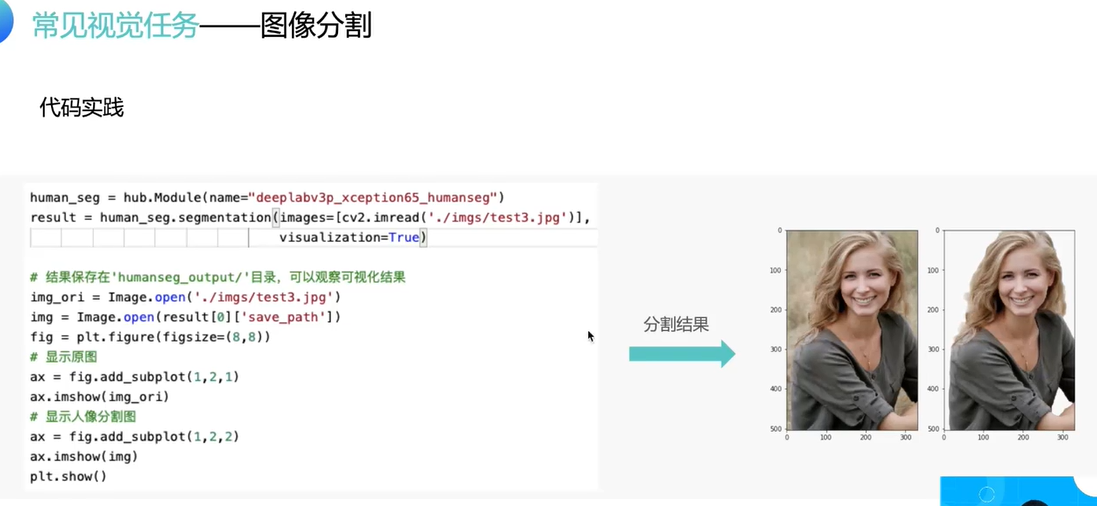 常见视觉任务——图像分割
代码实践
human_seg = hub.Module(name="deeplabv3p_xception65_humanseg")
result = human_seg.segmentation(images=[cv2.imread('./imgs/test3.jpg')],
visualization=True)
# 结果保存在'humanseg_output/'目录，可以观察可视化结果
img_ori = Image.open('./imgs/test3.jpg')
img = Image.open(result[0]['save_path'])
fig = plt.figure(figsize=(8,8))
# 显示原图
ax = fig.add_subplot(1,2,1)
ax.imshow(img_ori)
# 显示人像分割图
ax = fig.add_subplot(1,2,2)
ax.imshow(img)
plt.show()
分割结果
0
100
200
300
400
500
0 100 200 300
0
100
200
300
400
500
0 100 200 300